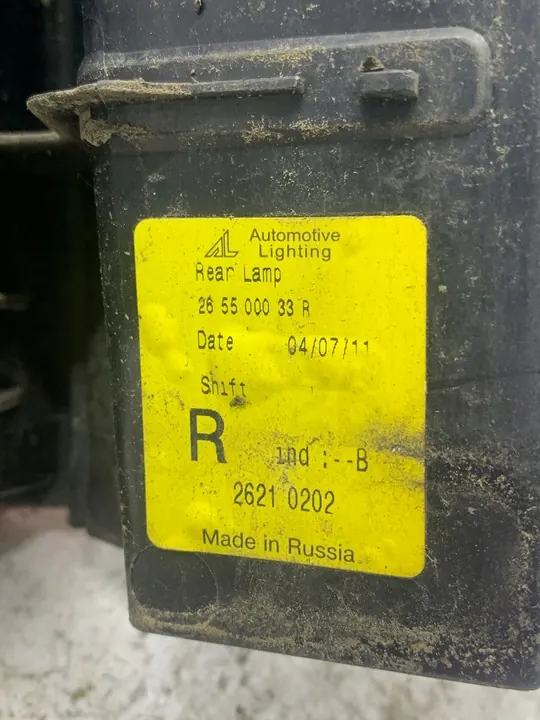 AL Automotive
Lighting
Rear Lamp
26 55 000 33 R
Date 04/07/11
Shift
R ind :--B
2621 0202
Made in Russia